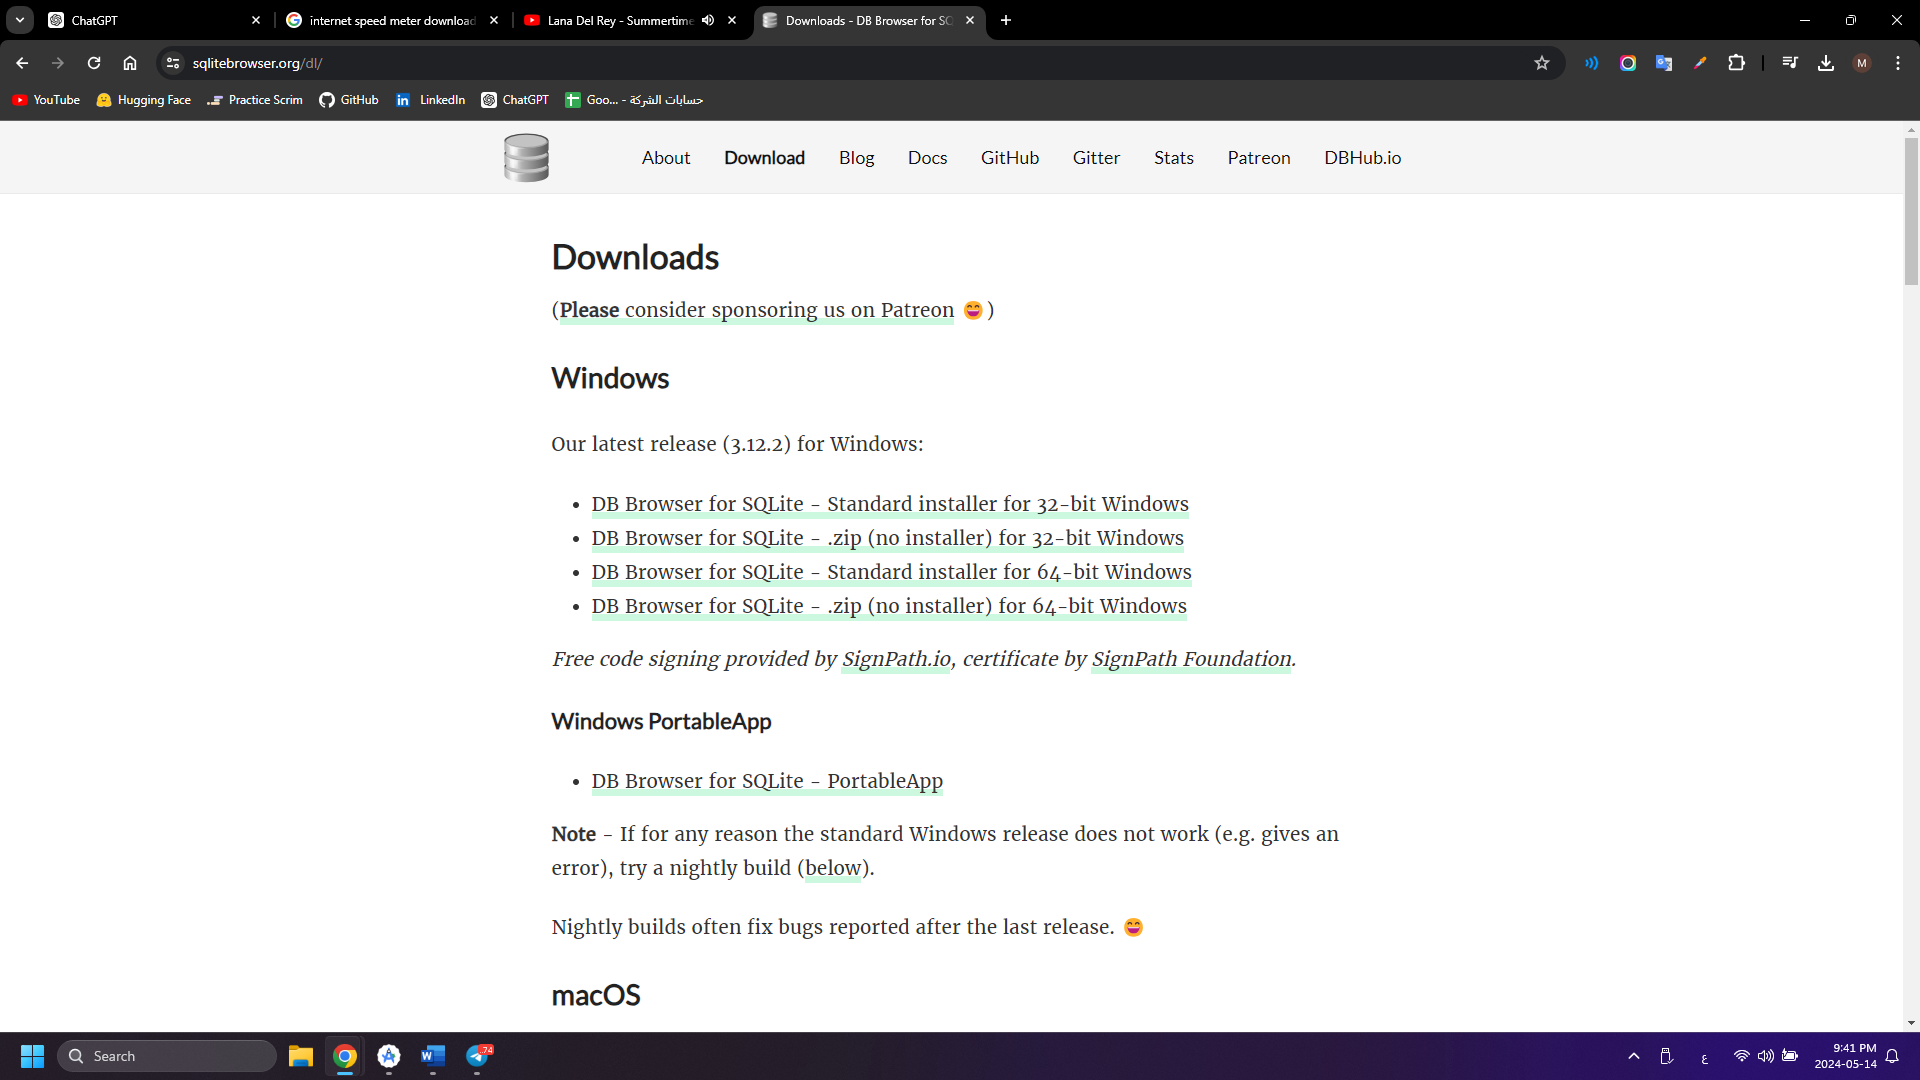 ChatGPT
internet speed meter download
Lana Del Rey - Summertime
Downloads - DB Browser for SQ
sqlitebrowser.org/dl/
M
YouTube
Hugging Face
Practice Scrim
GitHub
LinkedIn
ChatGPT
Goo... - حسابات الشركة
About
Download
Blog
Docs
GitHub
Gitter
Stats
Patreon
DBHub.io
Downloads
(Please consider sponsoring us on Patreon 😄)
Windows
Our latest release (3.12.2) for Windows:
• DB Browser for SQLite - Standard installer for 32-bit Windows
• DB Browser for SQLite - .zip (no installer) for 32-bit Windows
• DB Browser for SQLite - Standard installer for 64-bit Windows
• DB Browser for SQLite - .zip (no installer) for 64-bit Windows
Free code signing provided by SignPath.io, certificate by SignPath Foundation.
Windows PortableApp
• DB Browser for SQLite - PortableApp
Note - If for any reason the standard Windows release does not work (e.g. gives an
error), try a nightly build (below).
Nightly builds often fix bugs reported after the last release. 😄
macOS
Search
74
ع
9:41 PM
2024-05-14